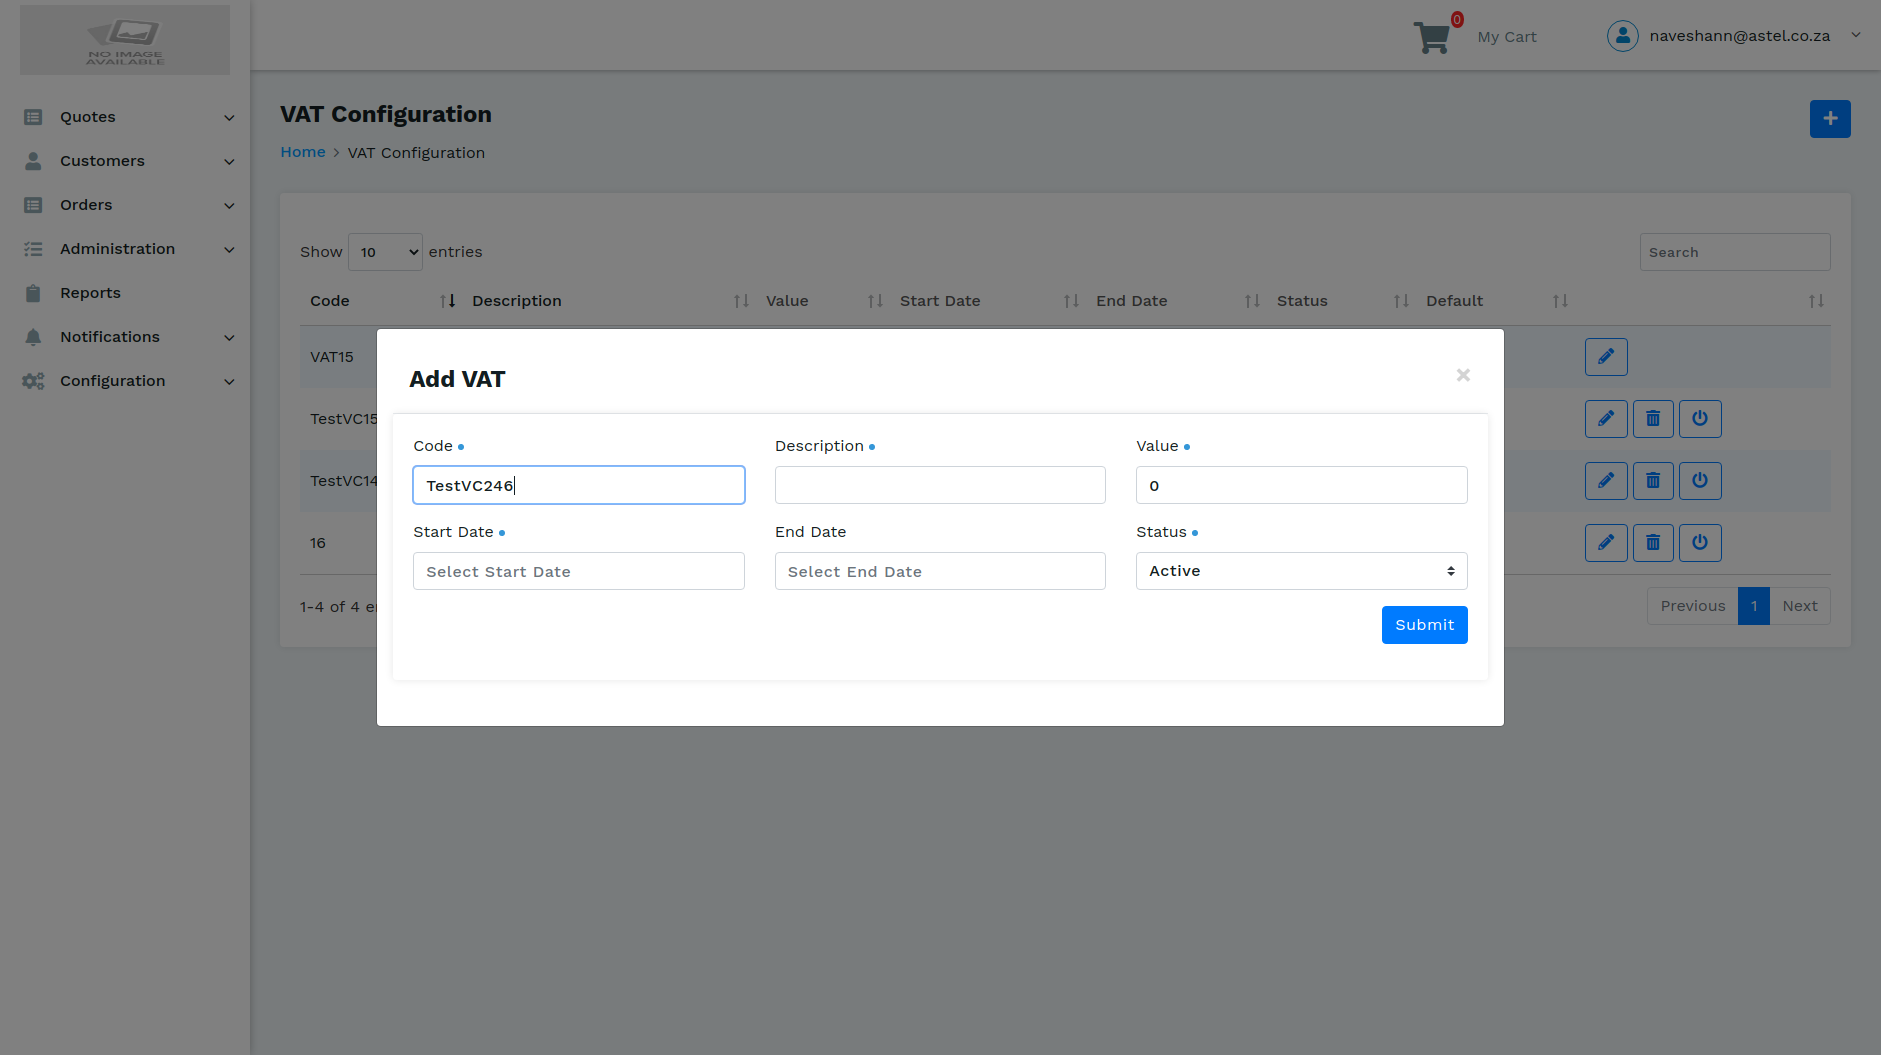 NO IMAGE
AVAILABLE
0
My Cart
naveshann@astel.co.za
Quotes
Customers
Orders
Administration
Reports
Notifications
Configuration
VAT Configuration
Home > VAT Configuration
Show 10 entries
Search
Code Description Value Start Date End Date Status Default
VAT15
TestVC15
TestVC14
16
1-4 of 4
Previous 1 Next
Add VAT
×
Code Description Value
TestVC246 0
Start Date End Date Status
Select Start Date Select End Date Active
Submit